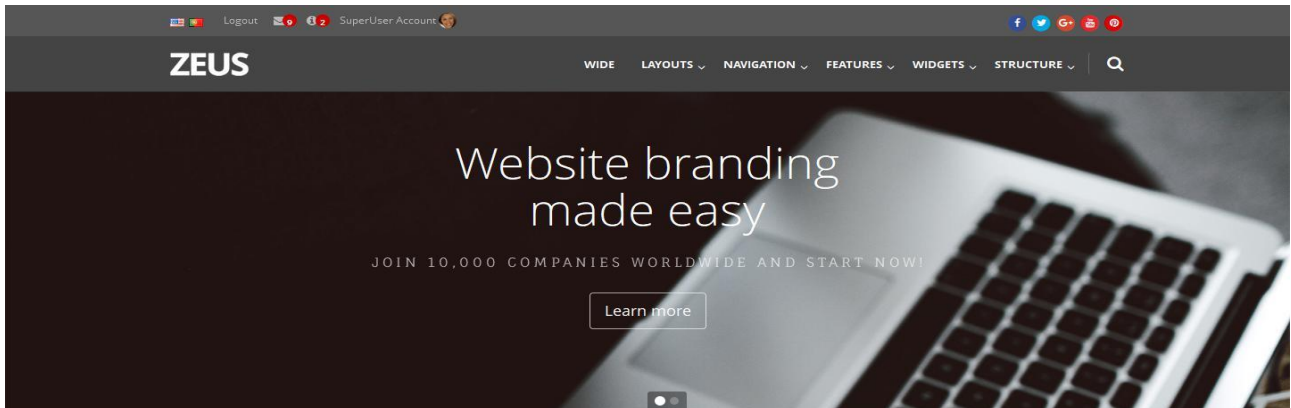 Logout 9 2 SuperUser Account
ZEUS WIDE LAYOUTS NAVIGATION FEATURES WIDGETS STRUCTURE
Website branding
made easy
JOIN 10,000 COMPANIES WORLDWIDE AND START NOW!
Learn more